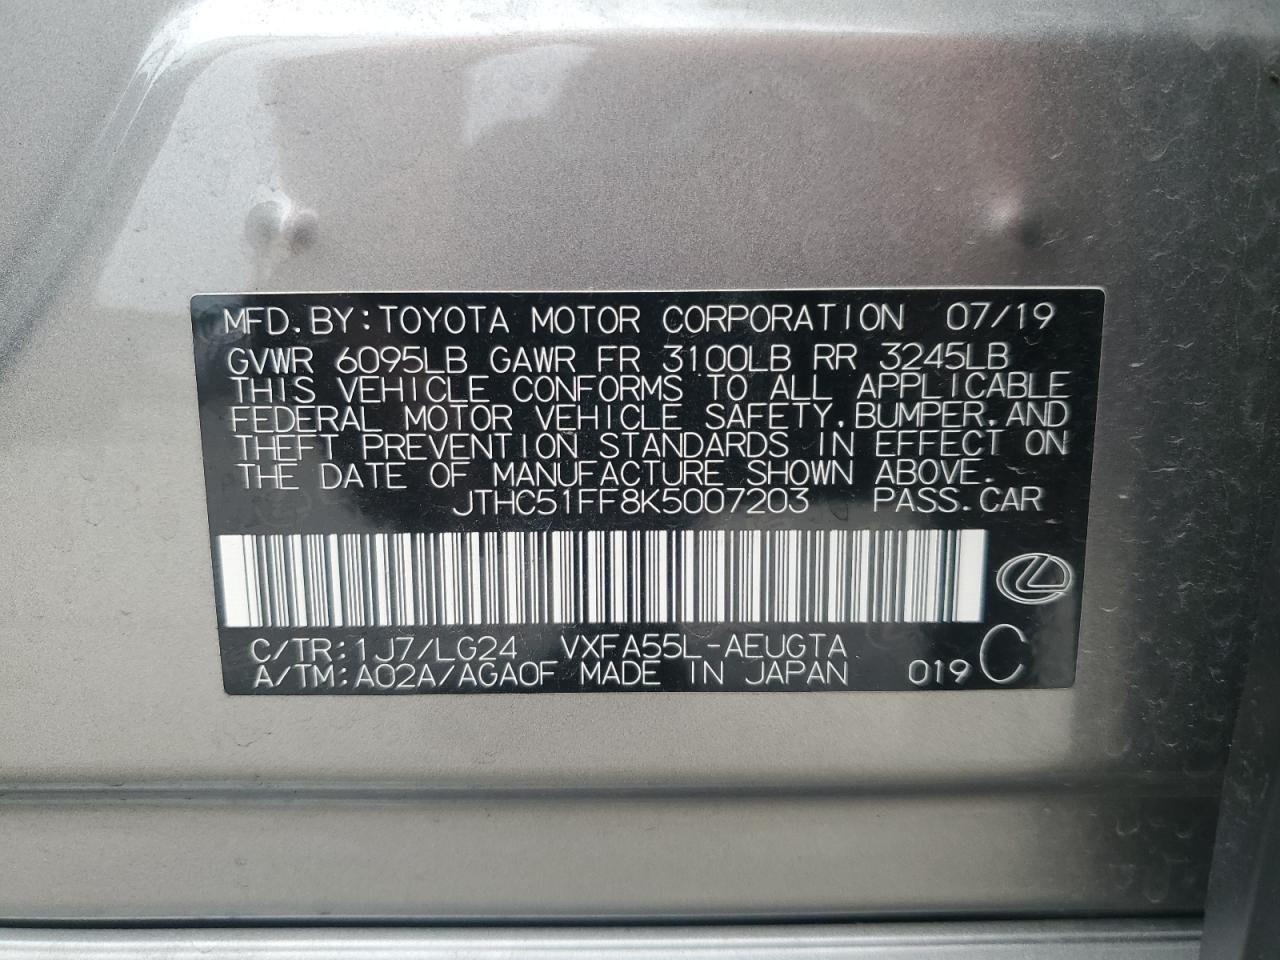 MFD.BY:TOYOTA MOTOR CORPORATION 07/19
GVWR 6095LB GAWR FR 3100LB RR 3245LB
THIS VEHICLE CONFORMS TO ALL APPLICABLE
FEDERAL MOTOR VEHICLE SAFETY,BUMPER,AND
THEFT PREVENTION STANDARDS IN EFFECT ON
THE DATE OF MANUFACTURE SHOWN ABOVE.
JTHC51FF8K5007203 PASS.CAR
C/TR:1J7/LG24 VXFA55L-AEUGTA
A/TM:A02A/AGA0F MADE IN JAPAN 019 C